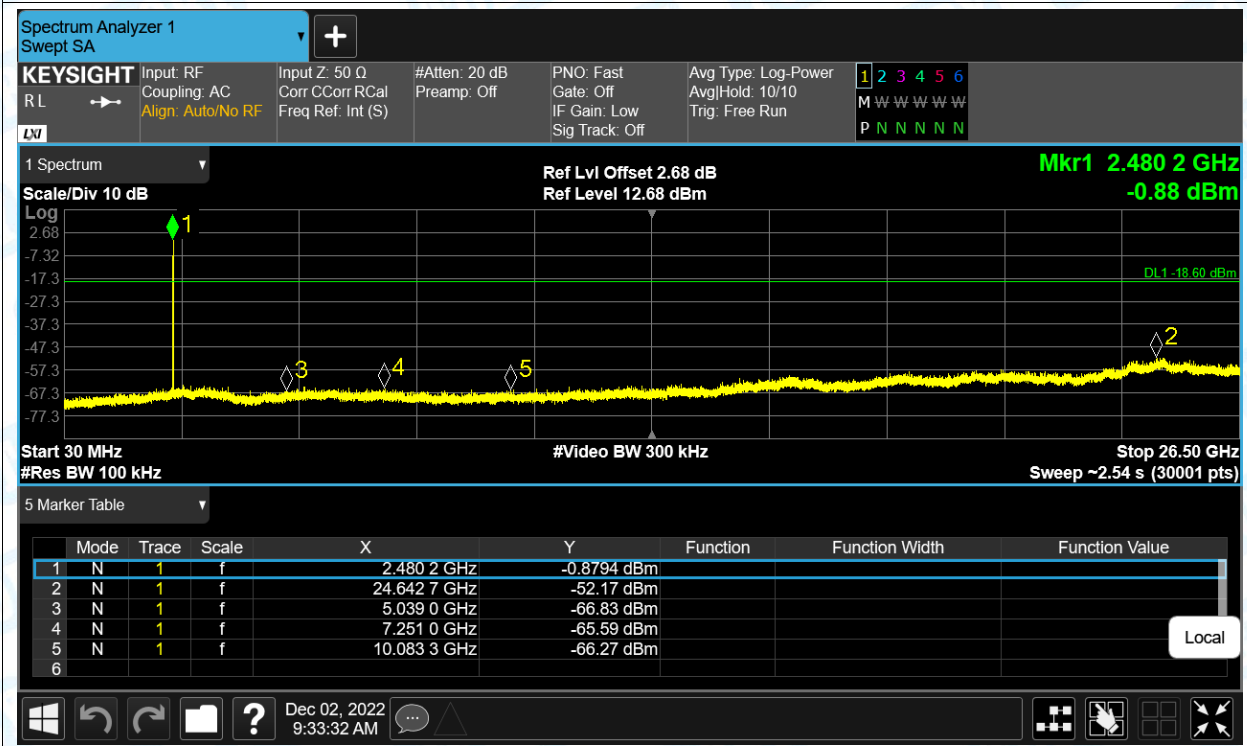 Spectrum Analyzer 1
Swept SA
KEYSIGHT
R L
LXI
Input: RF
Coupling: AC
Align: Auto/No RF
Input Z: 50 Ω
Corr CCorr RCal
Freq Ref: Int (S)
#Atten: 20 dB
Preamp: Off
PNO: Fast
Gate: Off
IF Gain: Low
Sig Track: Off
Avg Type: Log-Power
Avg|Hold: 10/10
Trig: Free Run
1 2 3 4 5 6
M W W W W W
P N N N N N
1 Spectrum
Scale/Div 10 dB
Ref Lvl Offset 2.68 dB
Ref Level 12.68 dBm
Mkr1 2.480 2 GHz
-0.88 dBm
Log
2.68
-7.32
-17.3
-27.3
-37.3
-47.3
-57.3
-67.3
-77.3
1
DL1 -18.60 dBm
2
3
4
5
Start 30 MHz
#Video BW 300 kHz
Stop 26.50 GHz
#Res BW 100 kHz
Sweep ~2.54 s (30001 pts)
5 Marker Table
Mode Trace Scale X Y Function Function Width Function Value
1 N 1 f 2.480 2 GHz -0.8794 dBm
2 N 1 f 24.642 7 GHz -52.17 dBm
3 N 1 f 5.039 0 GHz -66.83 dBm
4 N 1 f 7.251 0 GHz -65.59 dBm
5 N 1 f 10.083 3 GHz -66.27 dBm
6
Local
?
Dec 02, 2022
9:33:32 AM